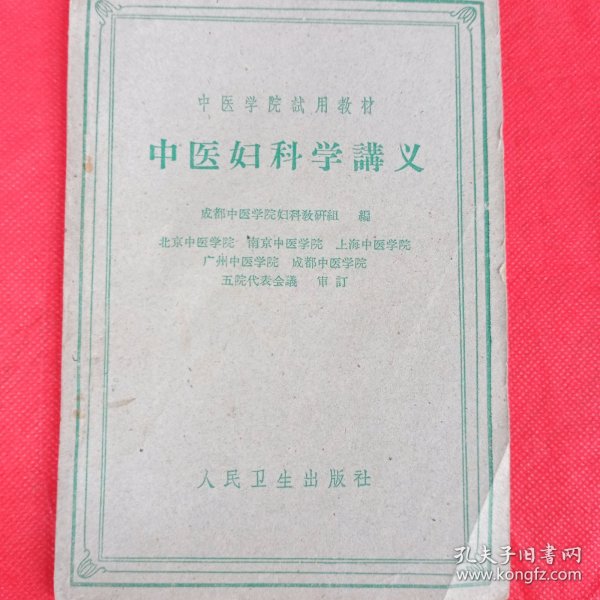 中医学院試用教材
中医妇科学講义
成都中医学院妇科教研組 編
北京中医学院 南京中医学院 上海中医学院
广州中医学院 成都中医学院
五院代表会議 审訂
人民卫生出版社
孔夫子旧书网
www.kongfz.com